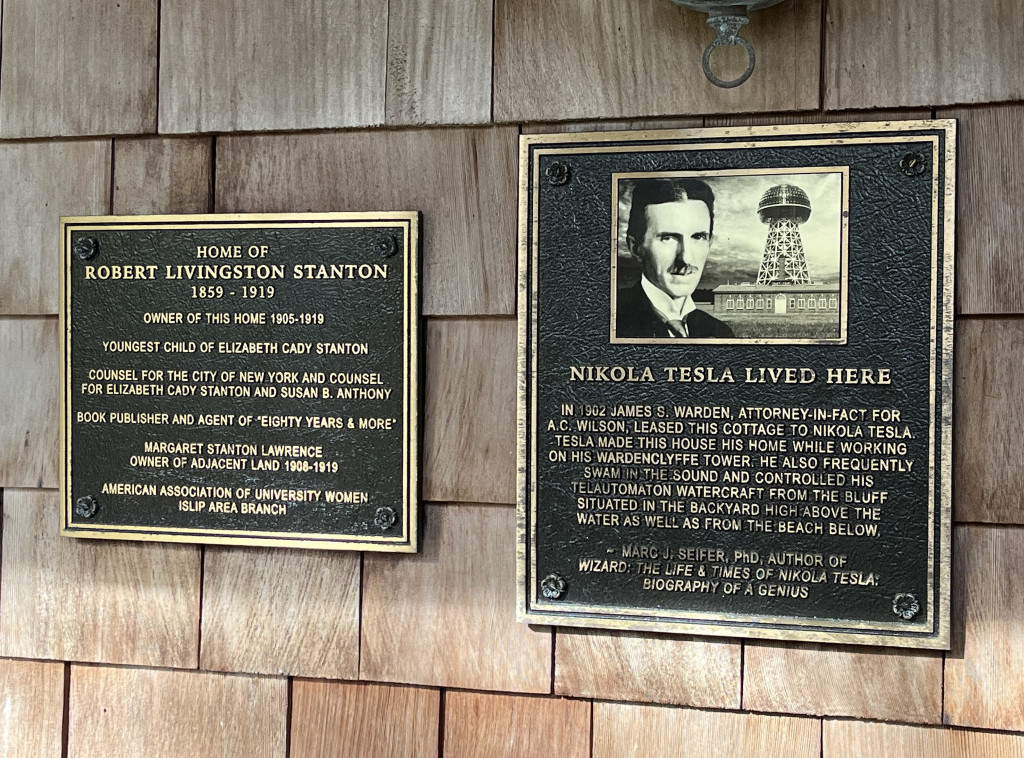 HOME OF
ROBERT LIVINGSTON STANTON
1859 - 1919
OWNER OF THIS HOME 1905-1919
YOUNGEST CHILD OF ELIZABETH CADY STANTON
COUNSEL FOR THE CITY OF NEW YORK AND COUNSEL
FOR ELIZABETH CADY STANTON AND SUSAN B. ANTHONY
BOOK PUBLISHER AND AGENT OF "EIGHTY YEARS & MORE"
MARGARET STANTON LAWRENCE
OWNER OF ADJACENT LAND 1908-1919
AMERICAN ASSOCIATION OF UNIVERSITY WOMEN
ISLIP AREA BRANCH
NIKOLA TESLA LIVED HERE
IN 1902 JAMES S. WARDEN, ATTORNEY-IN-FACT FOR
A.C. WILSON, LEASED THIS COTTAGE TO NIKOLA TESLA.
TESLA MADE THIS HOUSE HIS HOME WHILE WORKING
ON HIS WARDENCLYFFE TOWER. HE ALSO FREQUENTLY
SWAM IN THE SOUND AND CONTROLLED HIS
TELAUTOMATON WATERCRAFT FROM THE BLUFF
SITUATED IN THE BACKYARD HIGH ABOVE THE
WATER AS WELL AS FROM THE BEACH BELOW.
~ MARC J. SEIFER, PhD, AUTHOR OF
WIZARD: THE LIFE & TIMES OF NIKOLA TESLA:
BIOGRAPHY OF A GENIUS